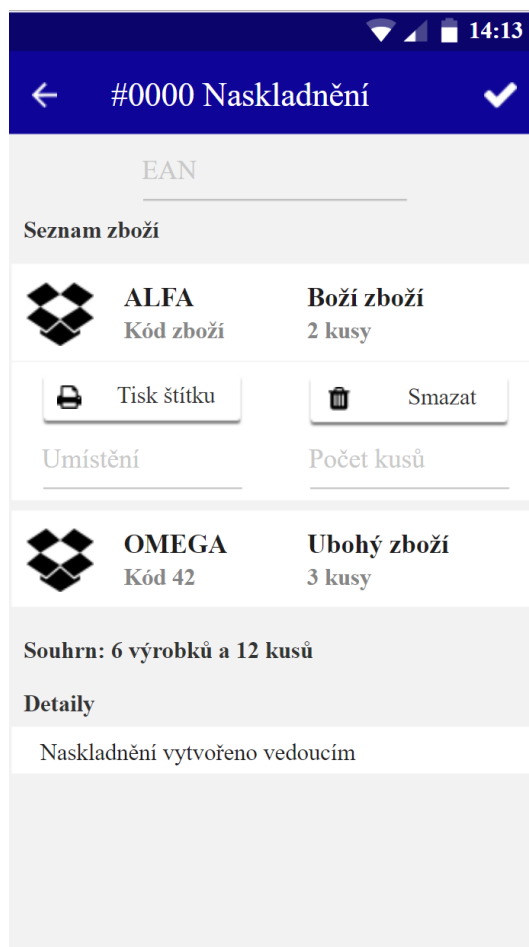 14:13
#0000 Naskladnění
EAN
Seznam zboží
ALFA Boží zboží
Kód zboží 2 kusy
Tisk štítku Smazat
Umístění Počet kusů
OMEGA Ubohý zboží
Kód 42 3 kusy
Souhrn: 6 výrobků a 12 kusů
Detaily
Naskladnění vytvořeno vedoucím